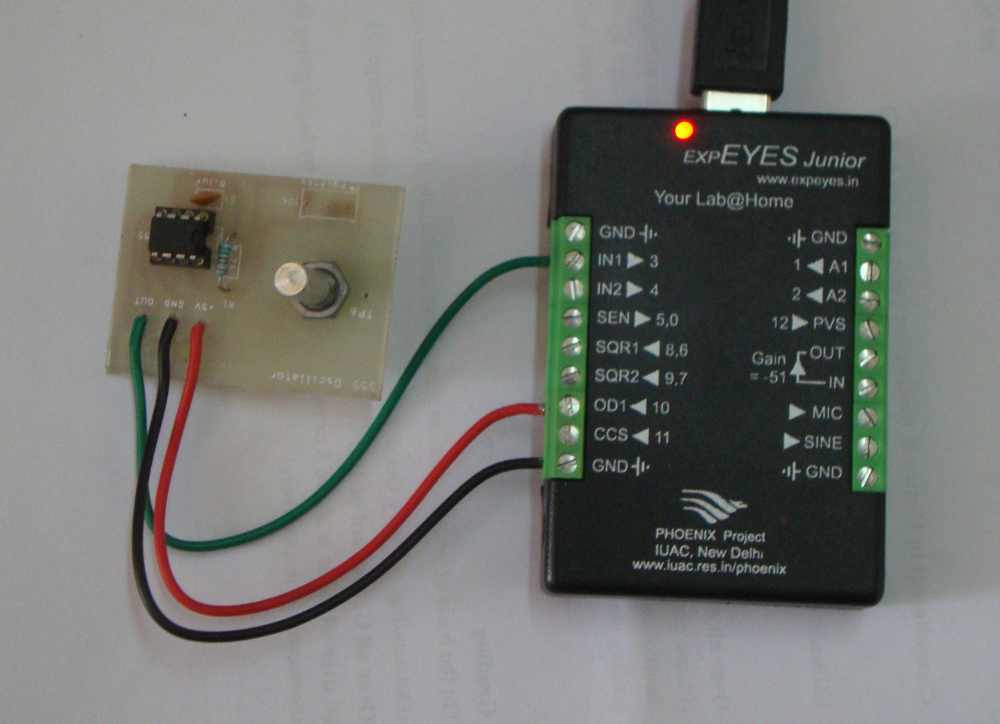 EXPEYES Junior
www.expeyes.in
Your Lab@Home
GND
IN1 ▶ 3
IN2 ▶ 4
SEN ▶ 5,0
SQR1 ◀ 8,6
SQR2 ◀ 9,7
OD1 ◀ 10
CCS ◀ 11
GND
GND
1 ◀ A1
2 ◀ A2
12 ▶ PVS
OUT
Gain
= -51
IN
▶ MIC
▶ SINE
GND
PHOENIX Project
IUAC, New Delhi
www.iuac.res.in/phoenix
OUT
GND
+5V
R1
555 Oscillator